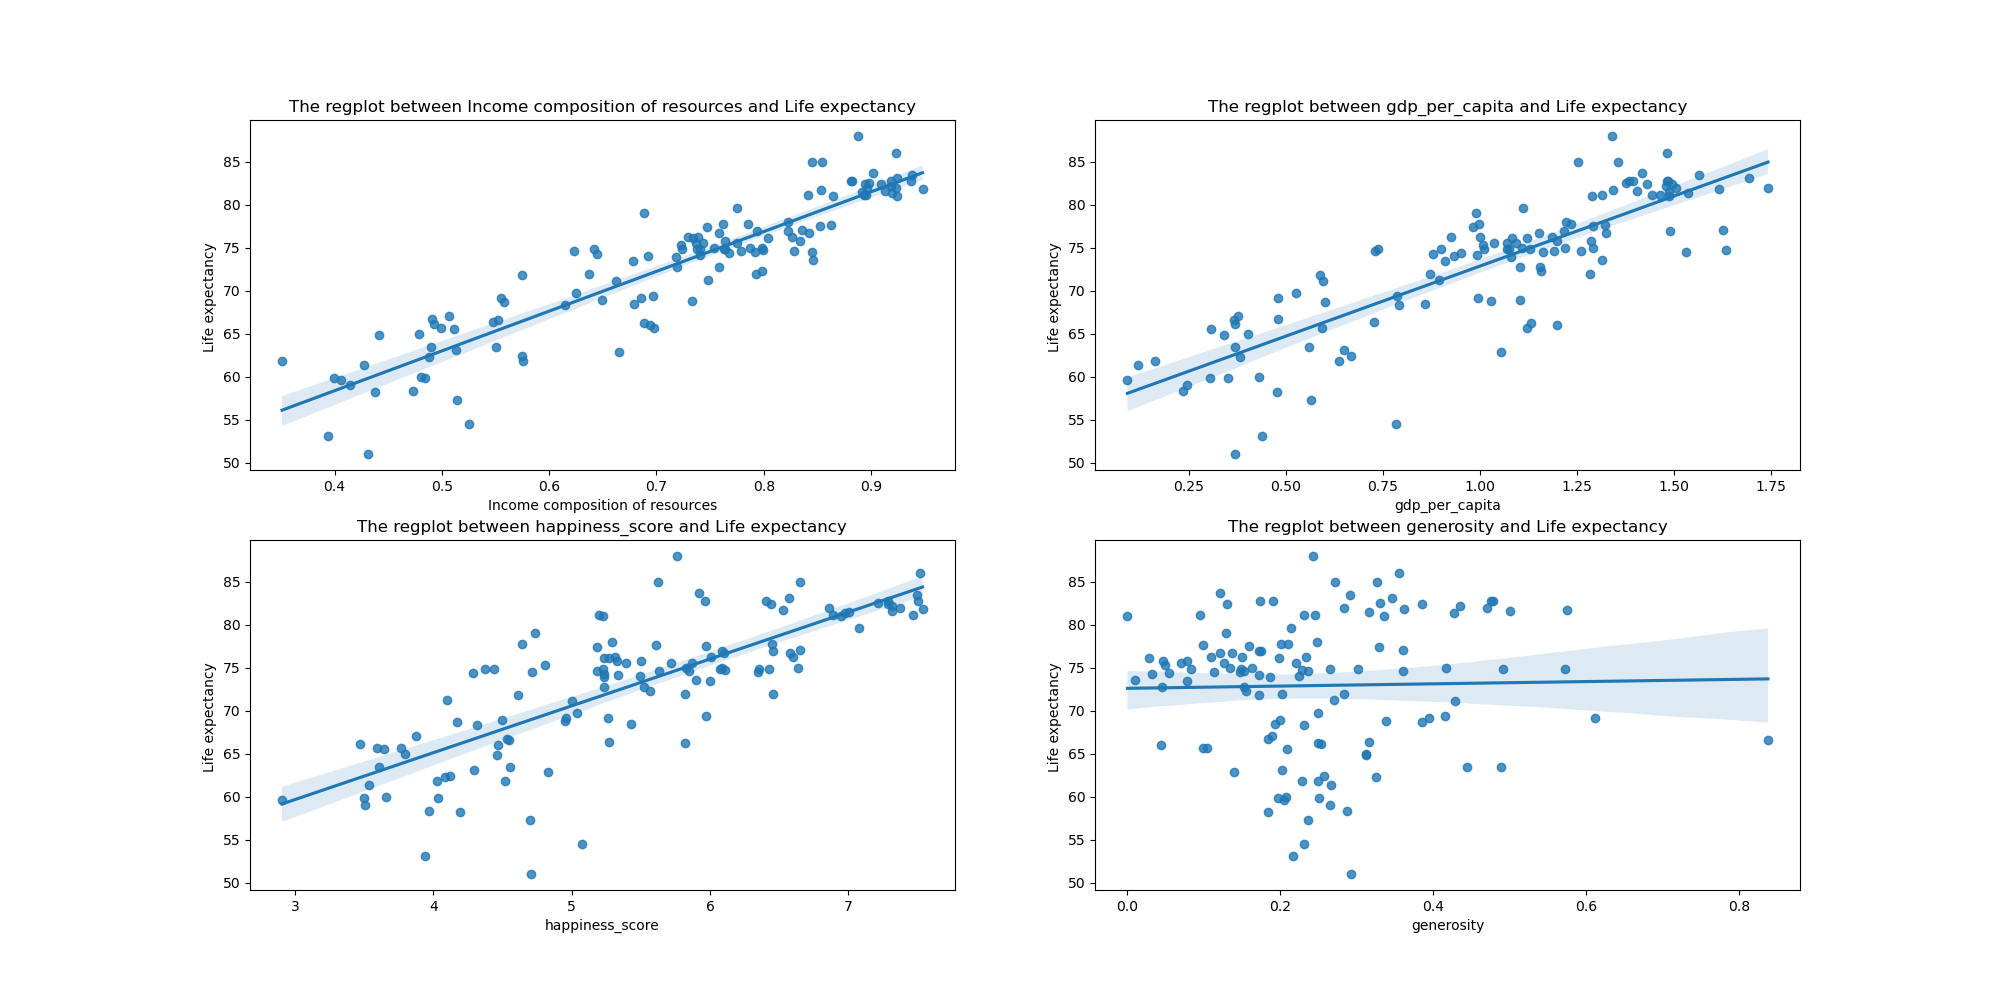 The regplot between Income composition of resources and Life expectancy
Life expectancy
85
80
75
70
65
60
55
50
0.4 0.5 0.6 0.7 0.8 0.9
Income composition of resources
The regplot between gdp_per_capita and Life expectancy
Life expectancy
85
80
75
70
65
60
55
50
0.25 0.50 0.75 1.00 1.25 1.50 1.75
gdp_per_capita
The regplot between happiness_score and Life expectancy
Life expectancy
85
80
75
70
65
60
55
50
3 4 5 6 7
happiness_score
The regplot between generosity and Life expectancy
Life expectancy
85
80
75
70
65
60
55
50
0.0 0.2 0.4 0.6 0.8
generosity